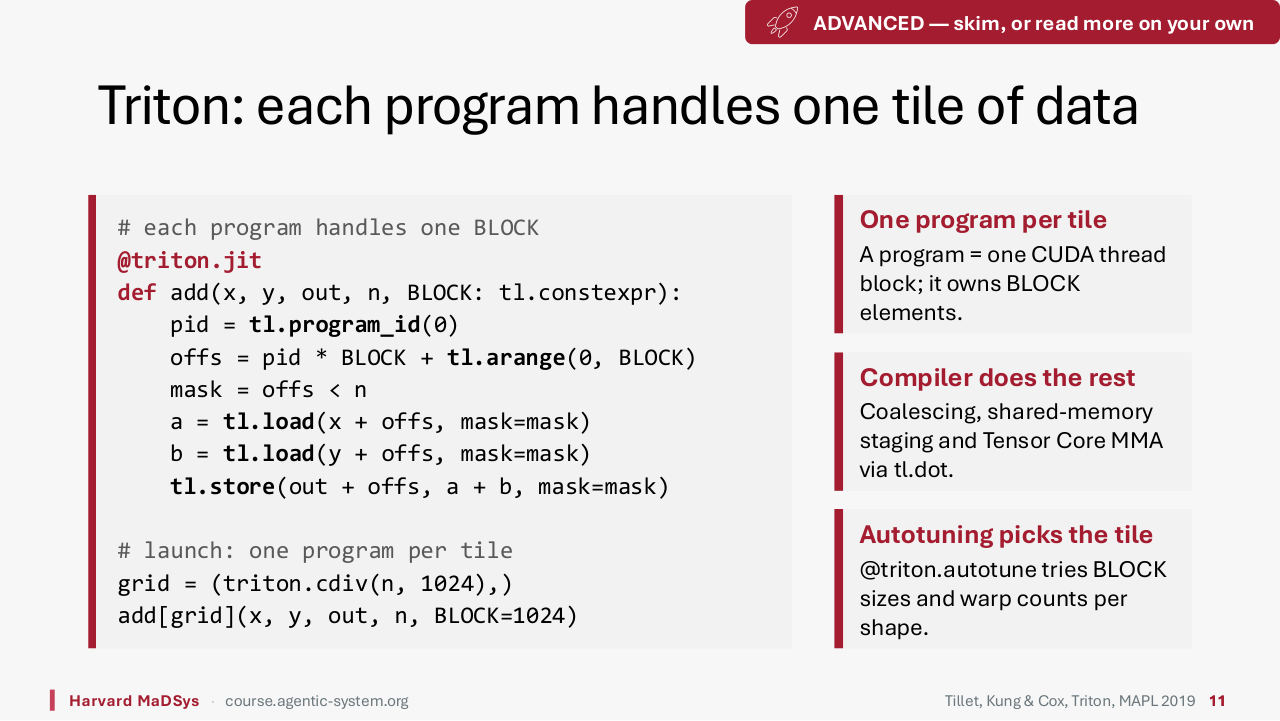 ADVANCED — skim, or read more on your own
Triton: each program handles one tile of data
# each program handles one BLOCK
@triton.jit
def add(x, y, out, n, BLOCK: tl.constexpr):
    pid = tl.program_id(0)
    offs = pid * BLOCK + tl.arange(0, BLOCK)
    mask = offs < n
    a = tl.load(x + offs, mask=mask)
    b = tl.load(y + offs, mask=mask)
    tl.store(out + offs, a + b, mask=mask)
# launch: one program per tile
grid = (triton.cdiv(n, 1024),)
add[grid](x, y, out, n, BLOCK=1024)
One program per tile
A program = one CUDA thread
block; it owns BLOCK
elements.
Compiler does the rest
Coalescing, shared-memory
staging and Tensor Core MMA
via tl.dot.
Autotuning picks the tile
@triton.autotune tries BLOCK
sizes and warp counts per
shape.
Harvard MaDSys · course.agentic-system.org
Tillet, Kung & Cox, Triton, MAPL 2019 11